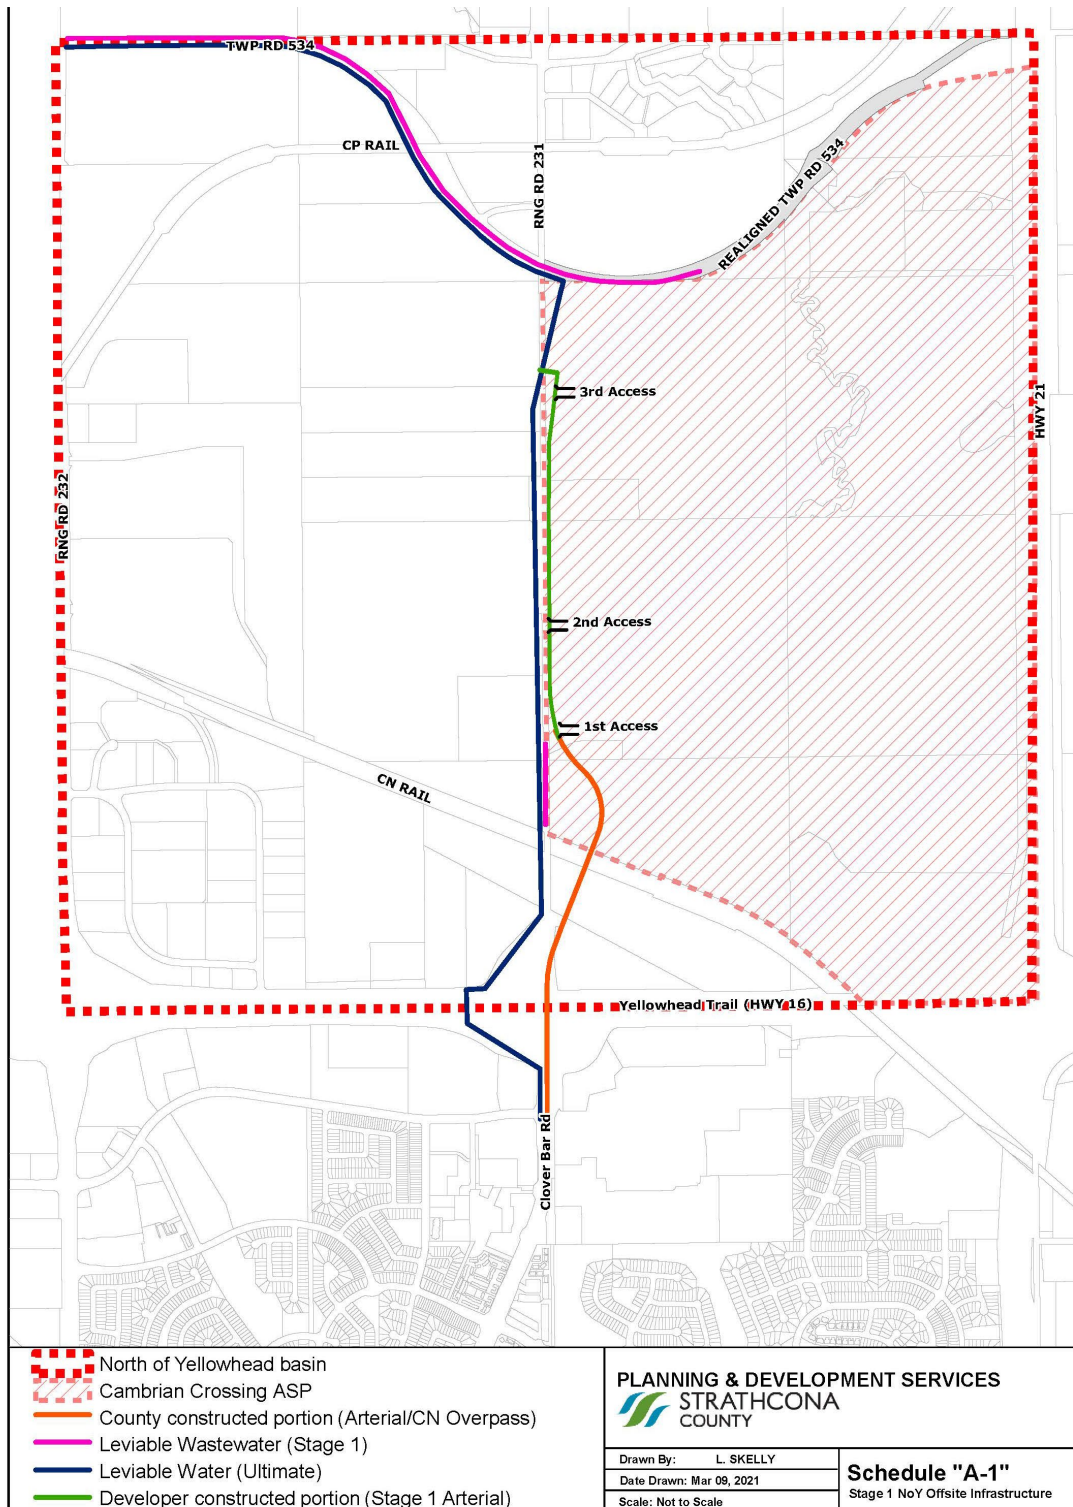 TWP RD 534
CP RAIL
RNG RD 231
REALIGNED TWP RD 534
3rd Access
HWY 21
RNG RD 232
2nd Access
1st Access
CN RAIL
Yellowhead Trail (HWY 16)
Clover Bar Rd
North of Yellowhead basin
Cambrian Crossing ASP
County constructed portion (Arterial/CN Overpass)
Leviable Wastewater (Stage 1)
Leviable Water (Ultimate)
Developer constructed portion (Stage 1 Arterial)
PLANNING & DEVELOPMENT SERVICES
STRATHCONA
COUNTY
Drawn By: L. SKELLY
Date Drawn: Mar 09, 2021
Scale: Not to Scale
Schedule "A-1"
Stage 1 NoY Offsite Infrastructure